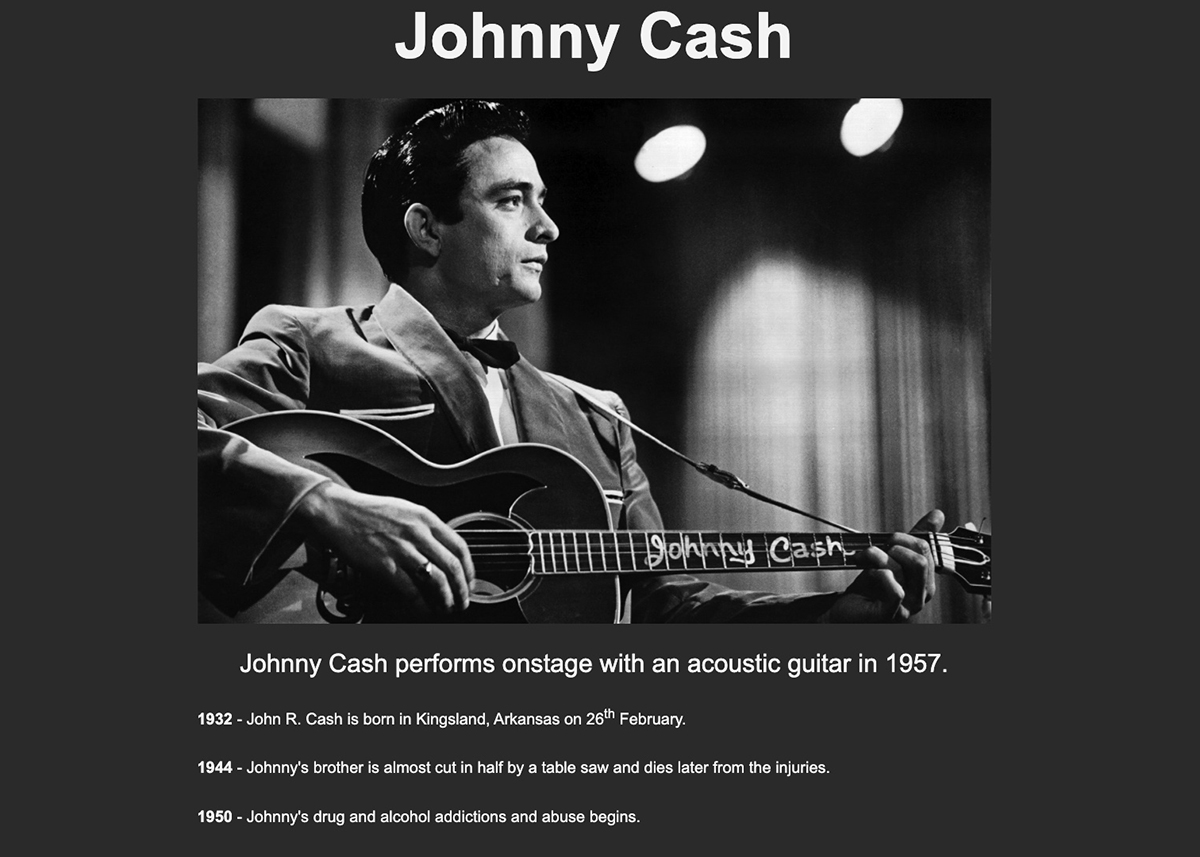 Johnny Cash
Johnny Cash
Johnny Cash performs onstage with an acoustic guitar in 1957.
1932 - John R. Cash is born in Kingsland, Arkansas on 26th February.
1944 - Johnny's brother is almost cut in half by a table saw and dies later from the injuries.
1950 - Johnny's drug and alcohol addictions and abuse begins.